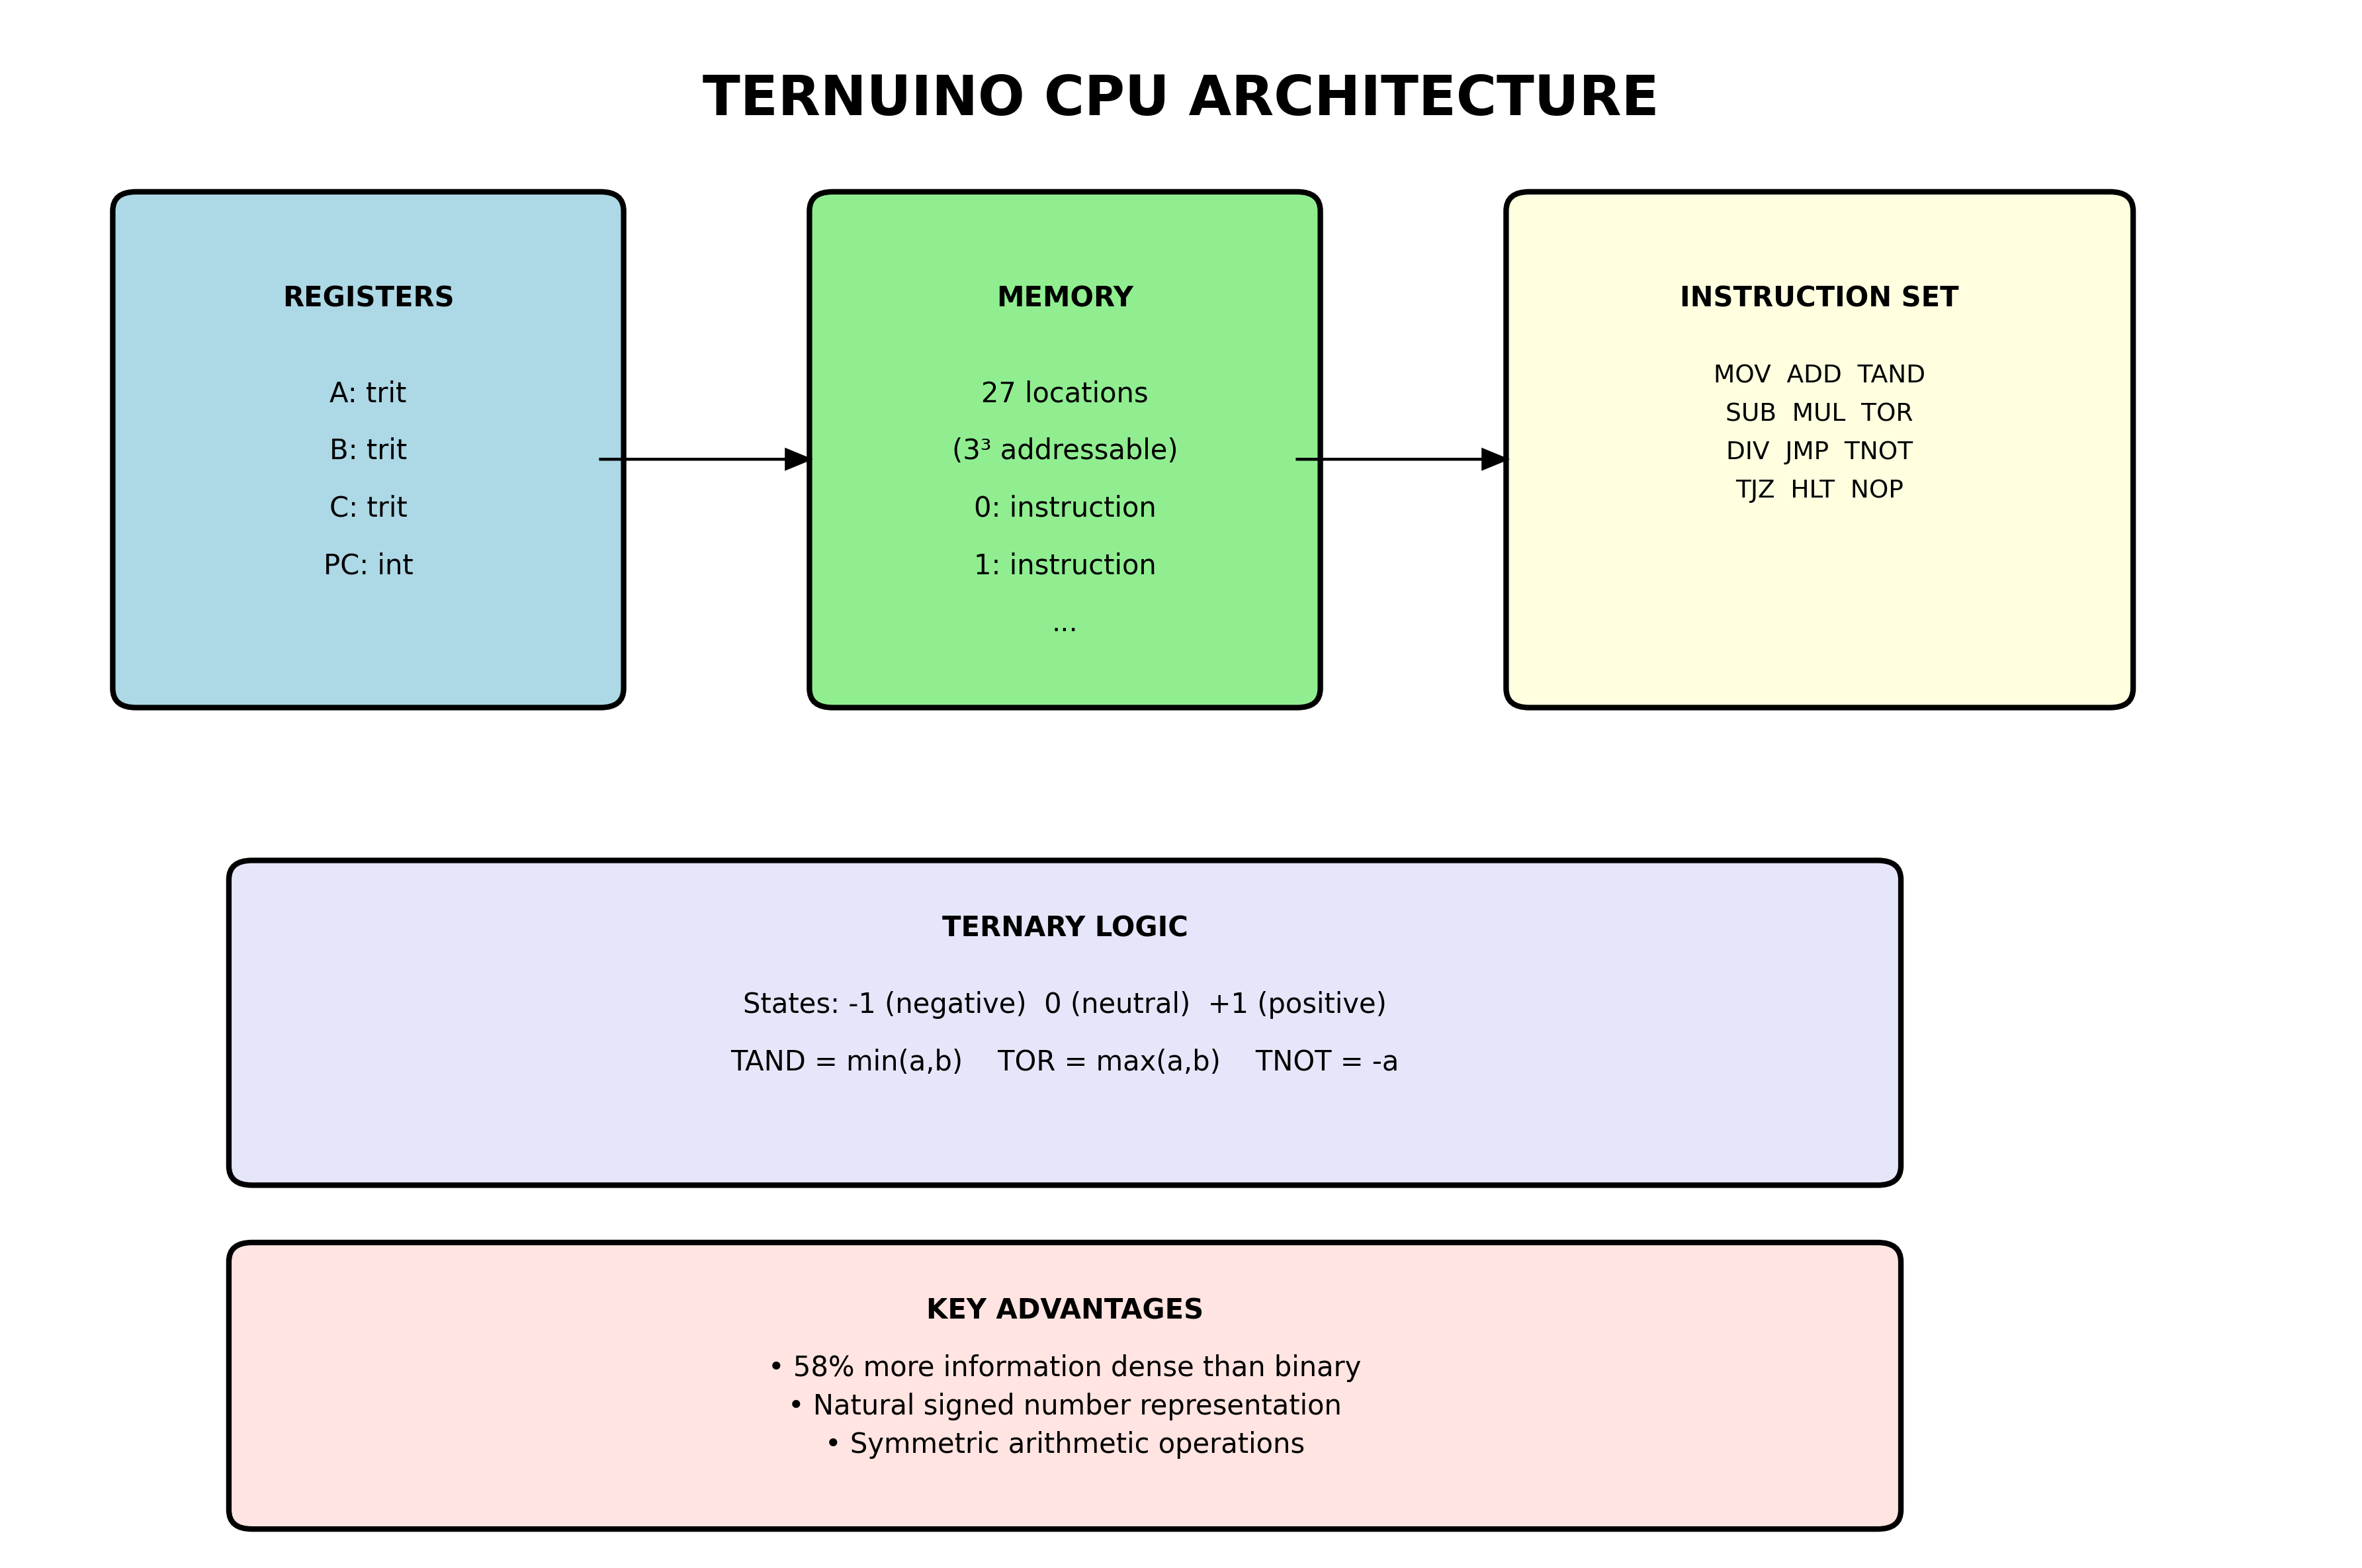 TERNUINO CPU ARCHITECTURE
REGISTERS
A: trit
B: trit
C: trit
PC: int
MEMORY
27 locations
(3³ addressable)
0: instruction
1: instruction
...
INSTRUCTION SET
MOV  ADD  TAND
SUB  MUL  TOR
DIV  JMP  TNOT
TJZ  HLT  NOP
TERNARY LOGIC
States: -1 (negative)  0 (neutral)  +1 (positive)
TAND = min(a,b)    TOR = max(a,b)    TNOT = -a
KEY ADVANTAGES
• 58% more information dense than binary
• Natural signed number representation
• Symmetric arithmetic operations